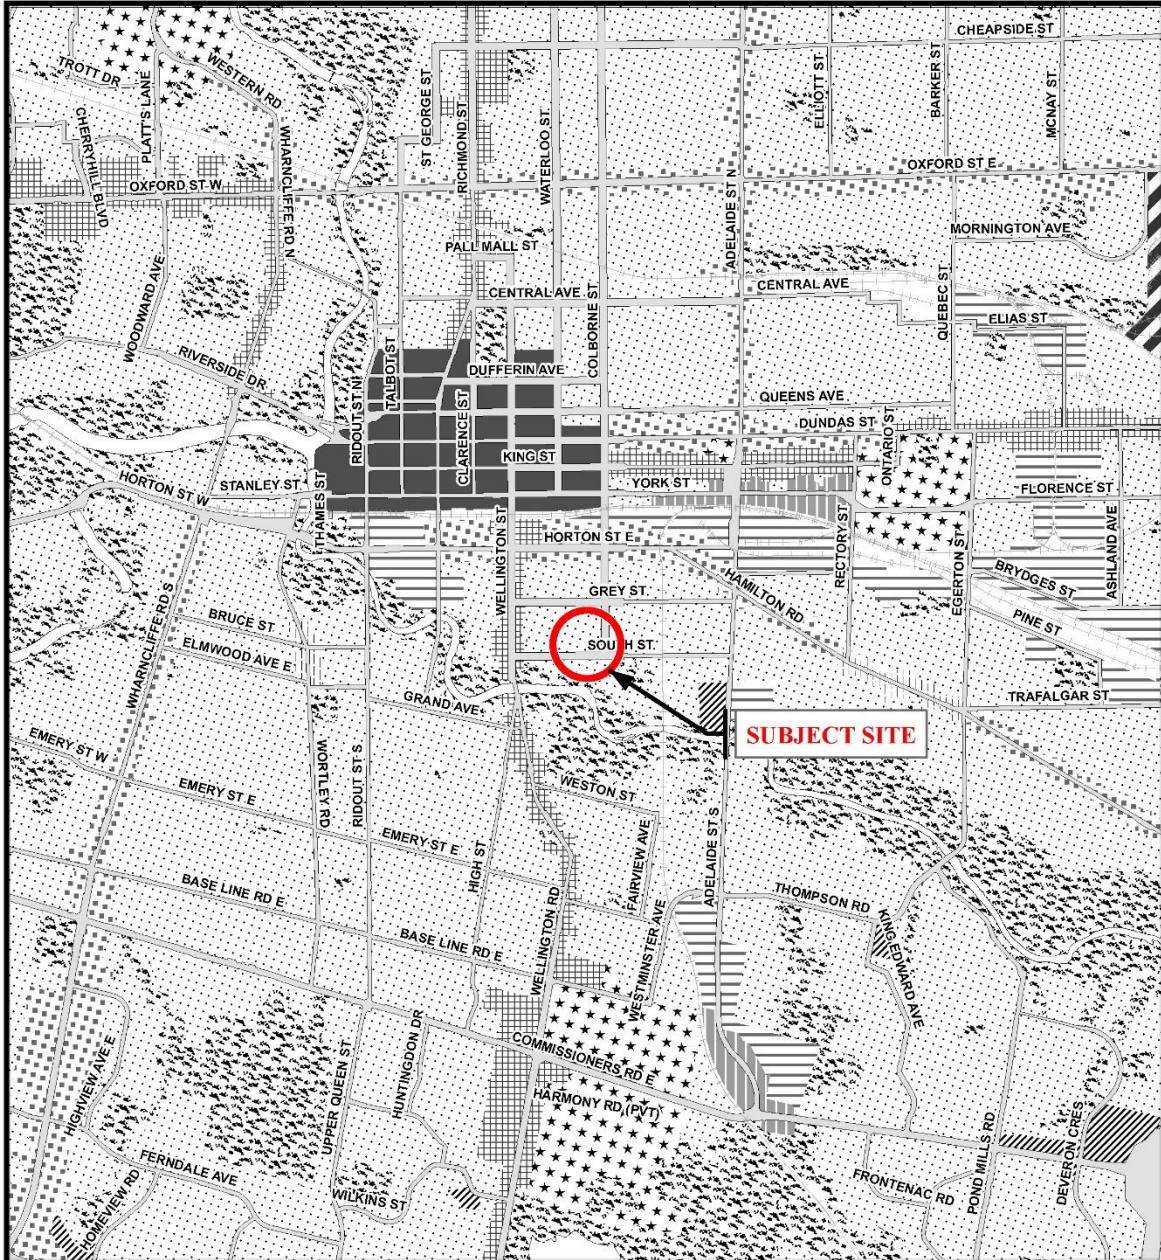 CHEAPSIDE ST
TROTT DR
PLATT'S LANE
WESTERN RD
CHERRYHILL BLVD
WHARNCLIFFE RD N
ST GEORGE ST
RICHMOND ST
WATERLOO ST
ELLIOTT ST
BARKER ST
MCNAY ST
OXFORD ST E
OXFORD ST W
ADELAIDE ST N
PALL MALL ST
MORNINGTON AVE
CENTRAL AVE
CENTRAL AVE
QUEBEC ST
ELIAS ST
WOODWARD AVE
COLBORNE ST
RIVERSIDE DR
TALBOT ST
RIDOUT ST N
DUFFERIN AVE
CLARENCE ST
QUEENS AVE
DUNDAS ST
ONTARIO ST
KING ST
STANLEY ST
YORK ST
FLORENCE ST
HORTON ST W
THAMES ST
WELLINGTON ST
HORTON ST E
RECTORY ST
EGERTON ST
ASHLAND AVE
BRYDGES ST
HAMILTON RD
GREY ST.
PINE ST
WHARNCLIFFE RD S
BRUCE ST
ELMWOOD AVE E
SOUTH ST.
GRAND AVE
TRAFALGAR ST
SUBJECT SITE
EMERY ST W
WORTLEY RD
RIDOUT ST S
EMERY ST E
WESTON ST
EMERY ST E
HIGH ST
FAIRVIEW AVE
ADELAIDE ST S
BASE LINE RD E
THOMPSON RD
BASE LINE RD E
WELLINGTON RD
WESTMINSTER AVE
KING EDWARD AVE
COMMISSIONERS RD E
HARMONY RD (PVT)
HIGHVIEW AVE E
UPPER QUEEN ST
HUNTINGDON DR
POND MILLS RD
DEVERON CRES
FERNDALE AVE
FRONTENAC RD
HOMEVIEW RD
WILKINS ST